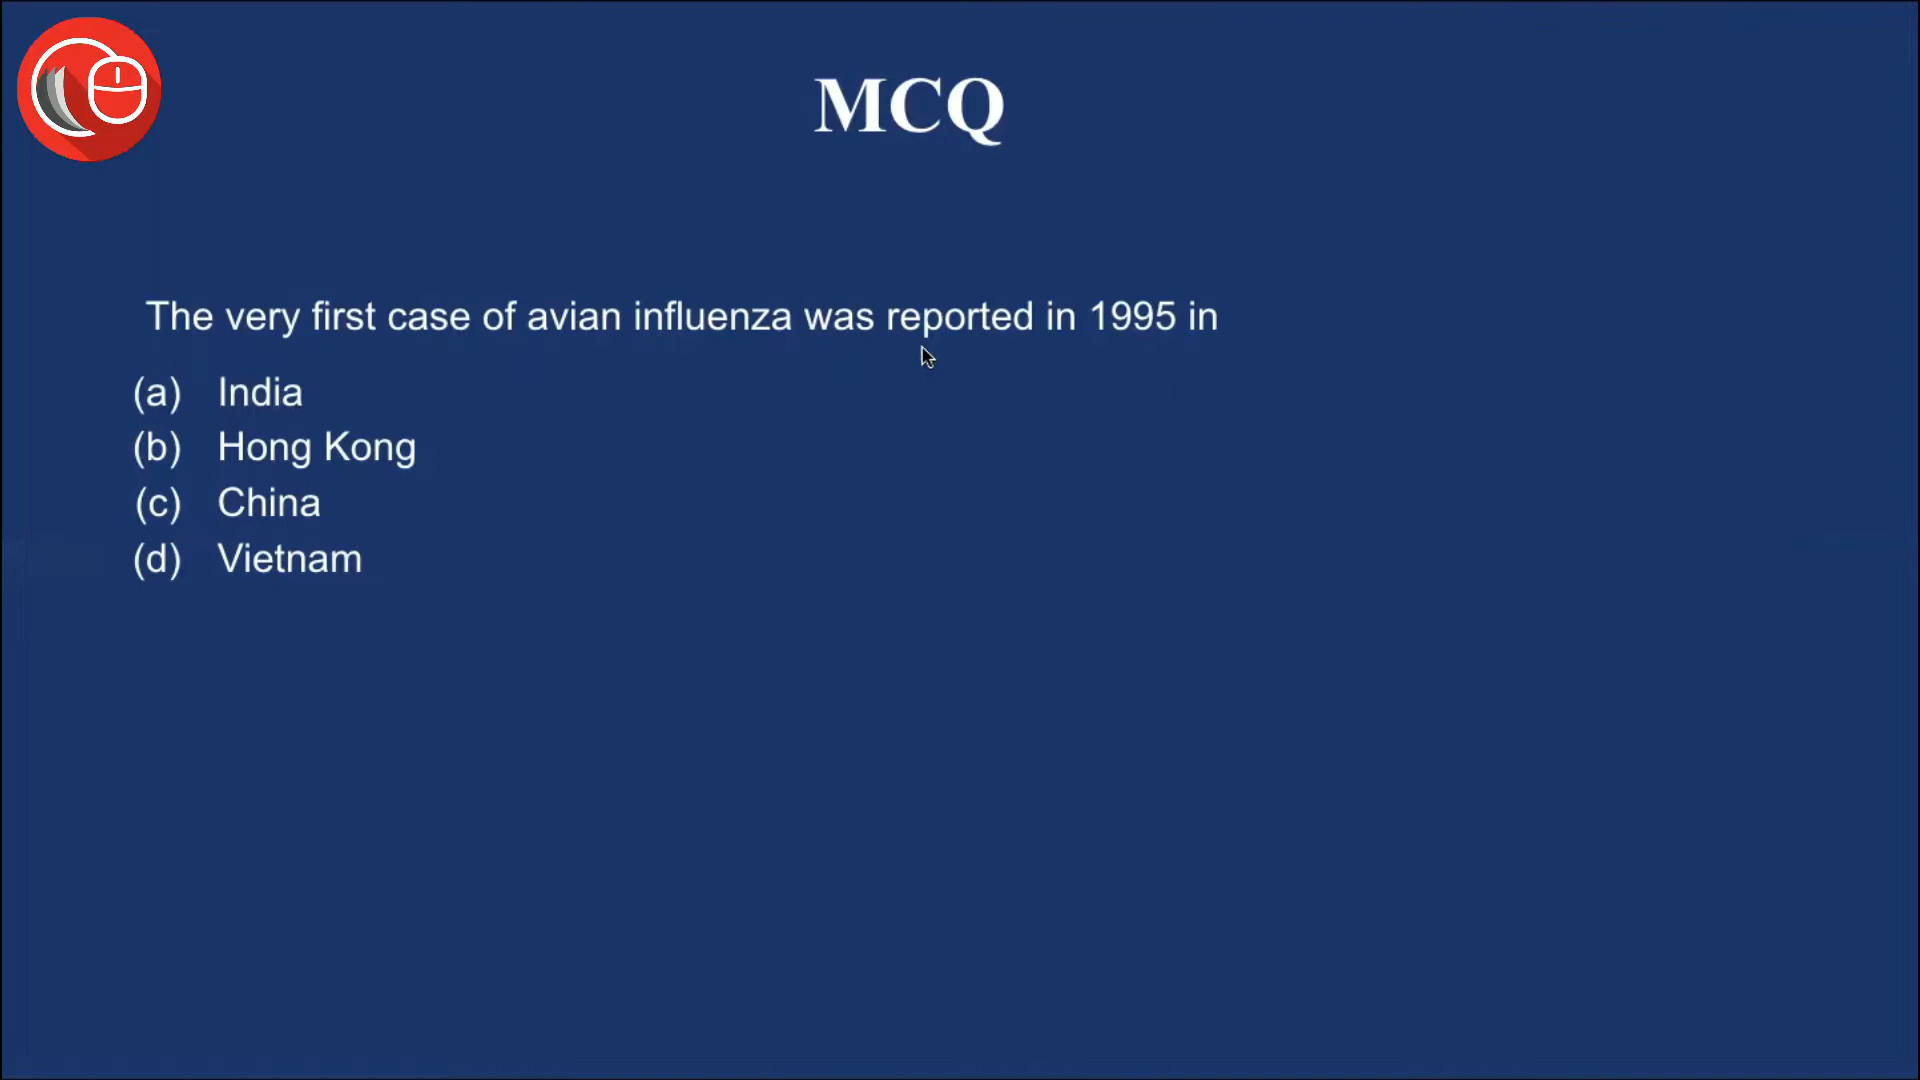 MCQ
The very first case of avian influenza was reported in 1995 in
(a) India
(b) Hong Kong
(c) China
(d) Vietnam